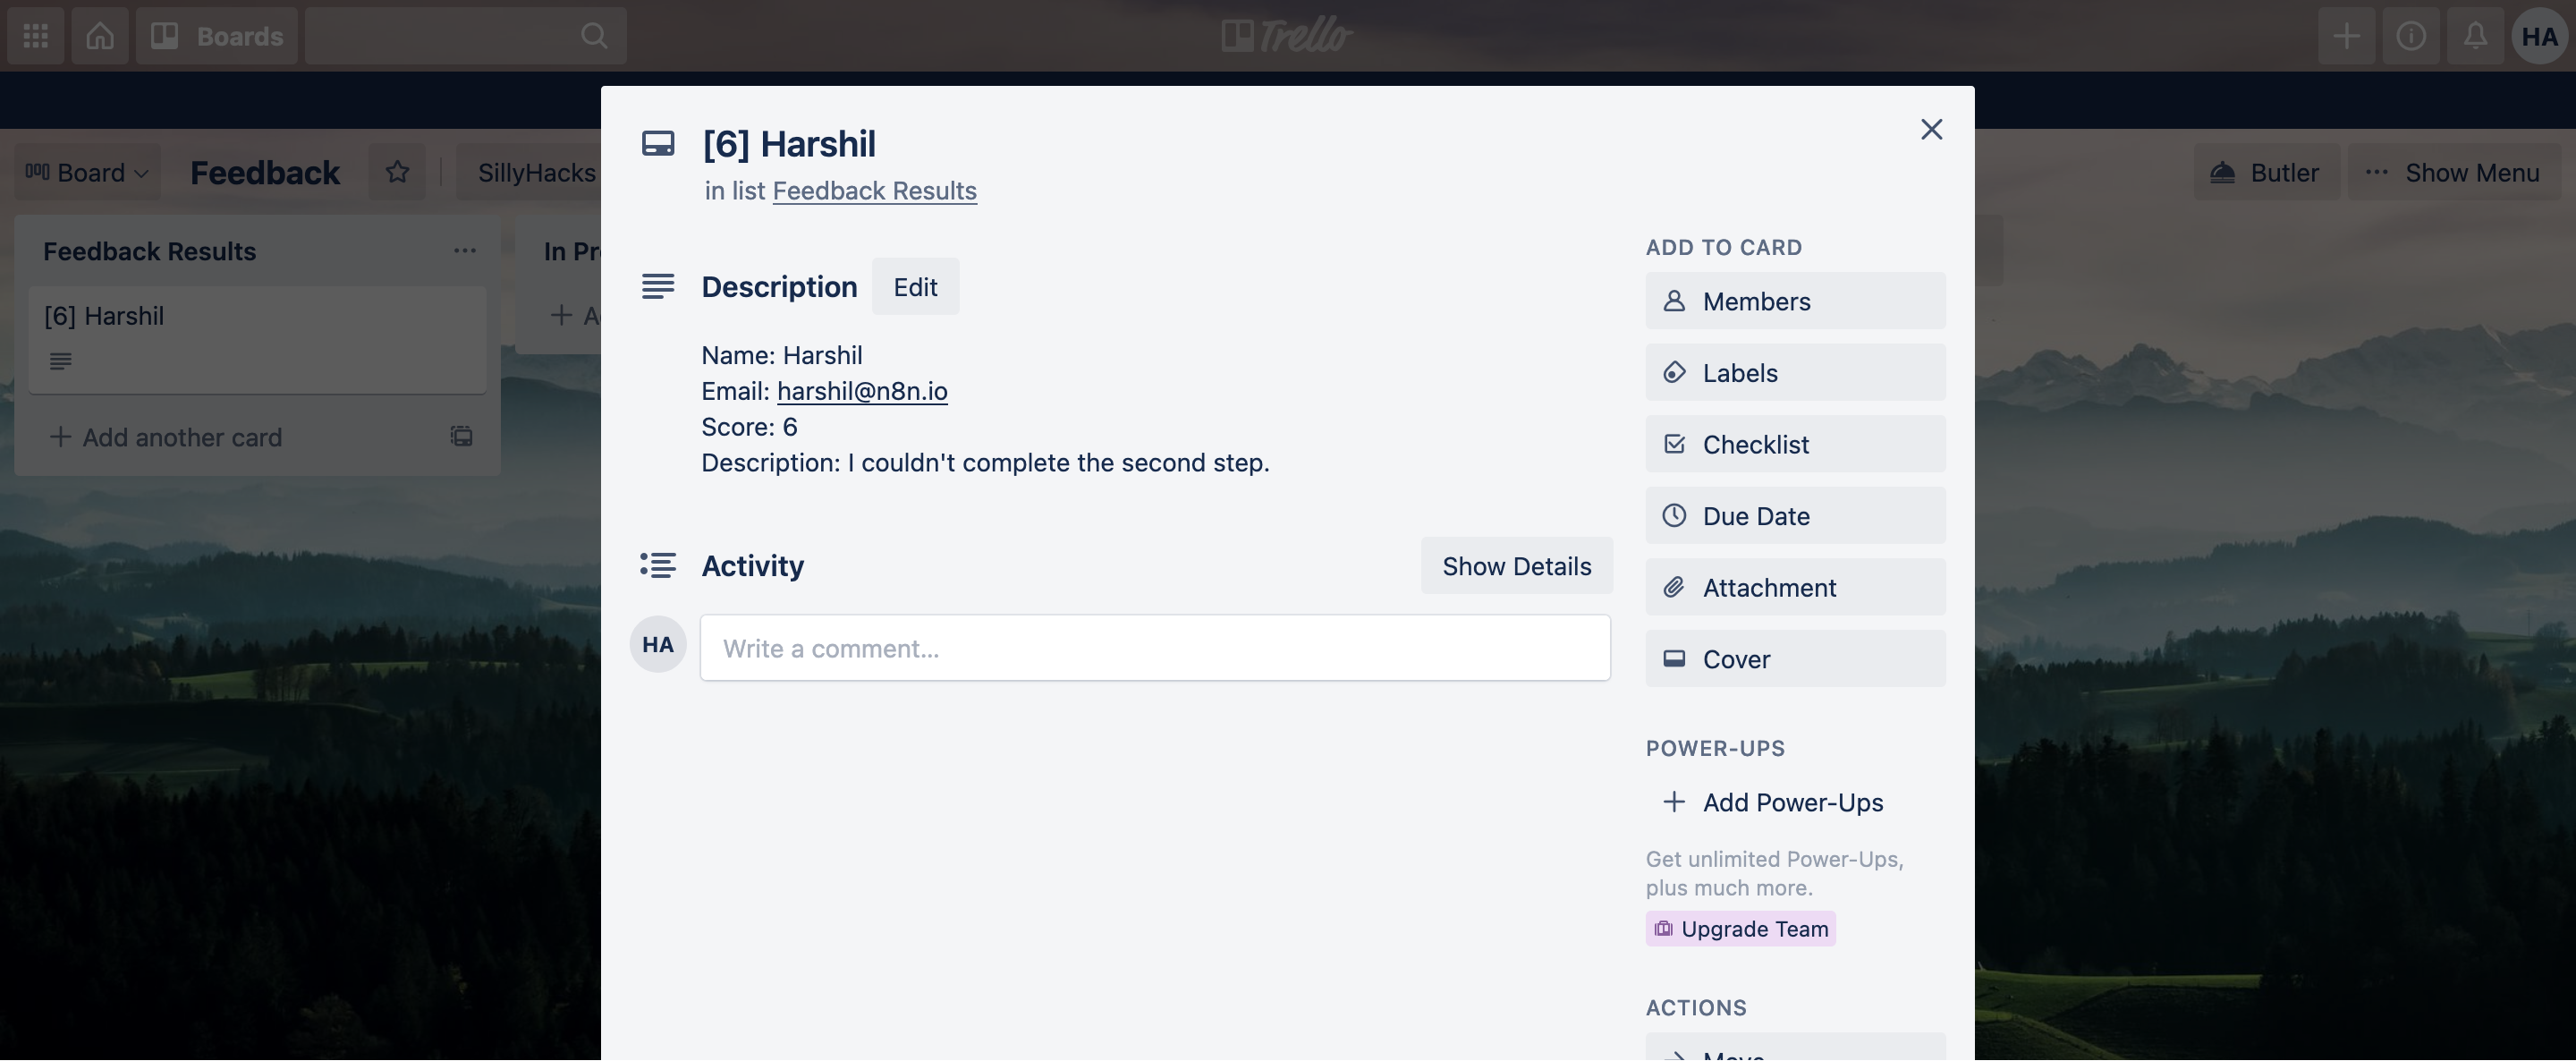 Boards
Trello
HA
Board
Feedback
SillyHacks
Butler
Show Menu
Feedback Results
[6] Harshil
Add another card
[6] Harshil
in list Feedback Results
Description Edit
Name: Harshil
Email: harshil@n8n.io
Score: 6
Description: I couldn't complete the second step.
Activity Show Details
HA Write a comment...
ADD TO CARD
Members
Labels
Checklist
Due Date
Attachment
Cover
POWER-UPS
Add Power-Ups
Get unlimited Power-Ups,
plus much more.
Upgrade Team
ACTIONS